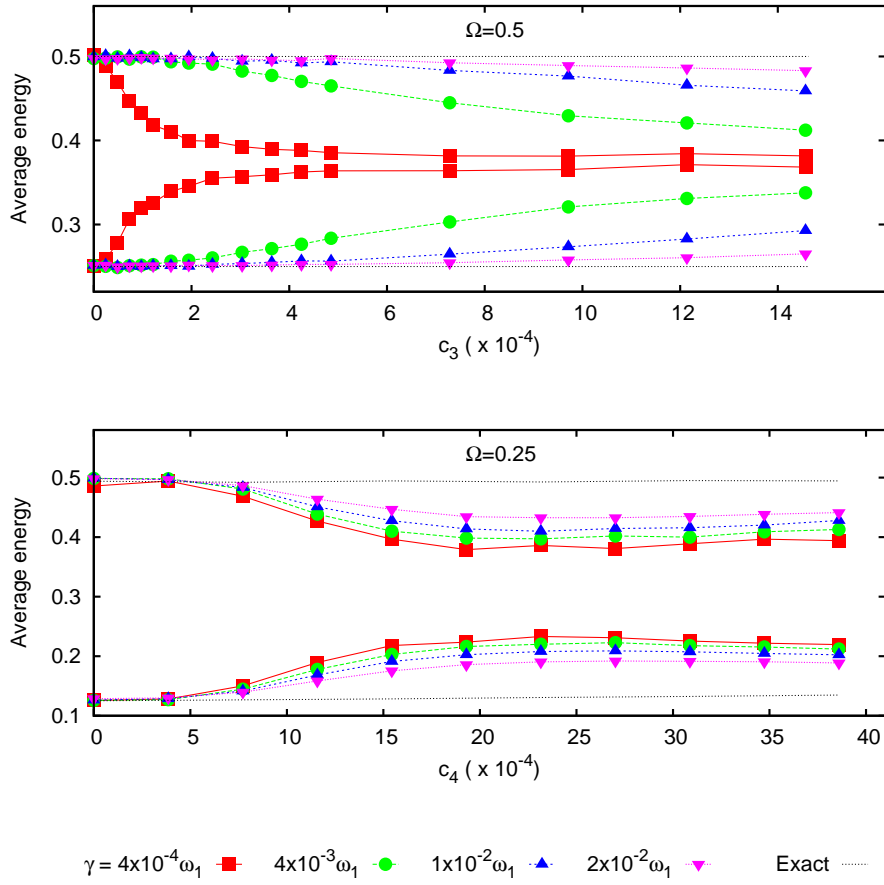 Ω=0.5
0.5
0.4
0.3
Average energy
0 2 4 6 8 10 12 14
c3 ( x 10-4)
Ω=0.25
0.5
0.4
0.3
0.2
0.1
Average energy
0 5 10 15 20 25 30 35 40
c4 ( x 10-4)
γ = 4x10-4ω1 4x10-3ω1 1x10-2ω1 2x10-2ω1 Exact